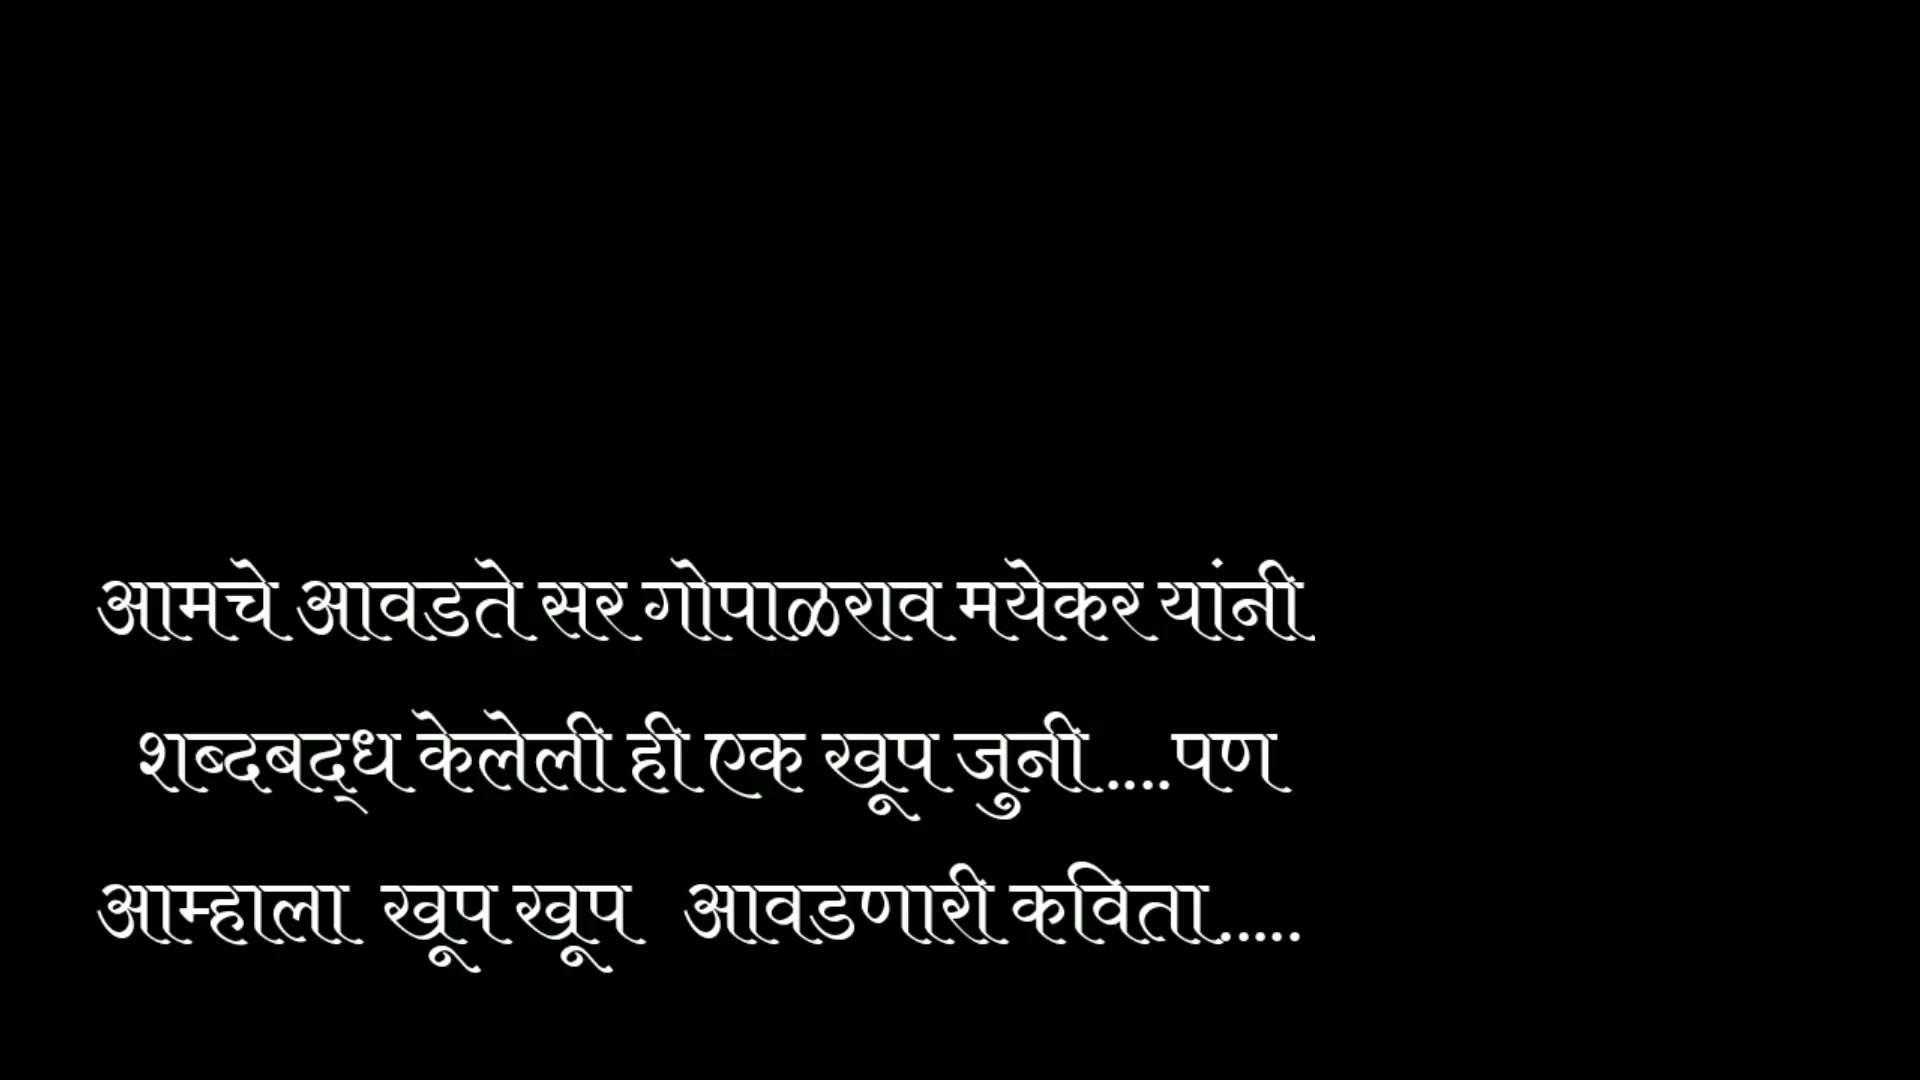 आमचे आवडते सर गोपाळराव मयेकर यांनी
शब्दबद्‌ध केलेली ही एक खूप जुनी ....पण
आम्हाला खूप खूप आवडणारी कविता.....